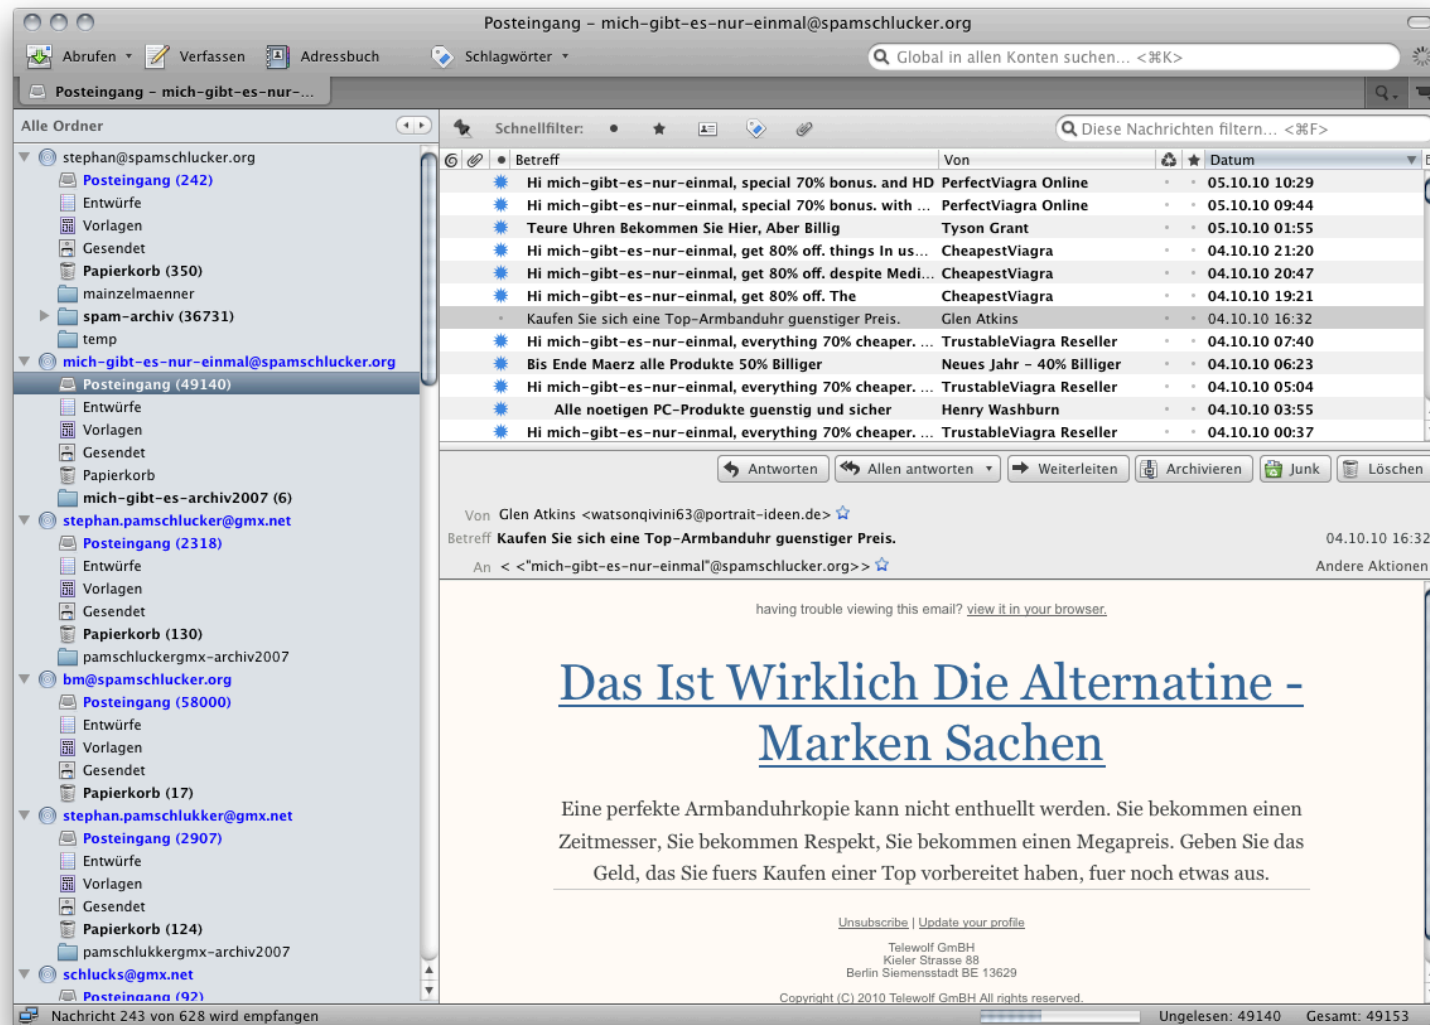 Posteingang – mich-gibt-es-nur-einmal@spamschlucker.org
Abrufen Verfassen Adressbuch Schlagwörter Global in allen Konten suchen... <⌘K>
Posteingang – mich-gibt-es-nur-...
Alle Ordner
stephan@spamschlucker.org
Posteingang (242)
Entwürfe
Vorlagen
Gesendet
Papierkorb (350)
mainzelmaenner
spam-archiv (36731)
temp
mich-gibt-es-nur-einmal@spamschlucker.org
Posteingang (49140)
Entwürfe
Vorlagen
Gesendet
Papierkorb
mich-gibt-es-archiv2007 (6)
stephan.pamschlucker@gmx.net
Posteingang (2318)
Entwürfe
Vorlagen
Gesendet
Papierkorb (130)
pamschluckergmx-archiv2007
bm@spamschlucker.org
Posteingang (58000)
Entwürfe
Vorlagen
Gesendet
Papierkorb (17)
stephan.pamschlukker@gmx.net
Posteingang (2907)
Entwürfe
Vorlagen
Gesendet
Papierkorb (124)
pamschlukkergmx-archiv2007
schlucks@gmx.net
Posteingang (92)
Schnellfilter: Diese Nachrichten filtern... <⌘F>
Betreff Von Datum
Hi mich-gibt-es-nur-einmal, special 70% bonus. and HD PerfectViagra Online 05.10.10 10:29
Hi mich-gibt-es-nur-einmal, special 70% bonus. with ... PerfectViagra Online 05.10.10 09:44
Teure Uhren Bekommen Sie Hier, Aber Billig Tyson Grant 05.10.10 01:55
Hi mich-gibt-es-nur-einmal, get 80% off. things In us... CheapestViagra 04.10.10 21:20
Hi mich-gibt-es-nur-einmal, get 80% off. despite Medi... CheapestViagra 04.10.10 20:47
Hi mich-gibt-es-nur-einmal, get 80% off. The CheapestViagra 04.10.10 19:21
Kaufen Sie sich eine Top-Armbanduhr guenstiger Preis. Glen Atkins 04.10.10 16:32
Hi mich-gibt-es-nur-einmal, everything 70% cheaper. ... TrustableViagra Reseller 04.10.10 07:40
Bis Ende Maerz alle Produkte 50% Billiger Neues Jahr – 40% Billiger 04.10.10 06:23
Hi mich-gibt-es-nur-einmal, everything 70% cheaper. ... TrustableViagra Reseller 04.10.10 05:04
Alle noetigen PC-Produkte guenstig und sicher Henry Washburn 04.10.10 03:55
Hi mich-gibt-es-nur-einmal, everything 70% cheaper. ... TrustableViagra Reseller 04.10.10 00:37
Antworten Allen antworten Weiterleiten Archivieren Junk Löschen
Von Glen Atkins <watsonqivini63@portrait-ideen.de>
Betreff Kaufen Sie sich eine Top-Armbanduhr guenstiger Preis. 04.10.10 16:32
An < <"mich-gibt-es-nur-einmal"@spamschlucker.org>> Andere Aktionen
having trouble viewing this email? view it in your browser.
Das Ist Wirklich Die Alternatine -
Marken Sachen
Eine perfekte Armbanduhrkopie kann nicht enthuellt werden. Sie bekommen einen
Zeitmesser, Sie bekommen Respekt, Sie bekommen einen Megapreis. Geben Sie das
Geld, das Sie fuers Kaufen einer Top vorbereitet haben, fuer noch etwas aus.
Unsubscribe | Update your profile
Telewolf GmBH
Kieler Strasse 88
Berlin Siemensstadt BE 13629
Copyright (C) 2010 Telewolf GmBH All rights reserved.
Nachricht 243 von 628 wird empfangen Ungelesen: 49140 Gesamt: 49153